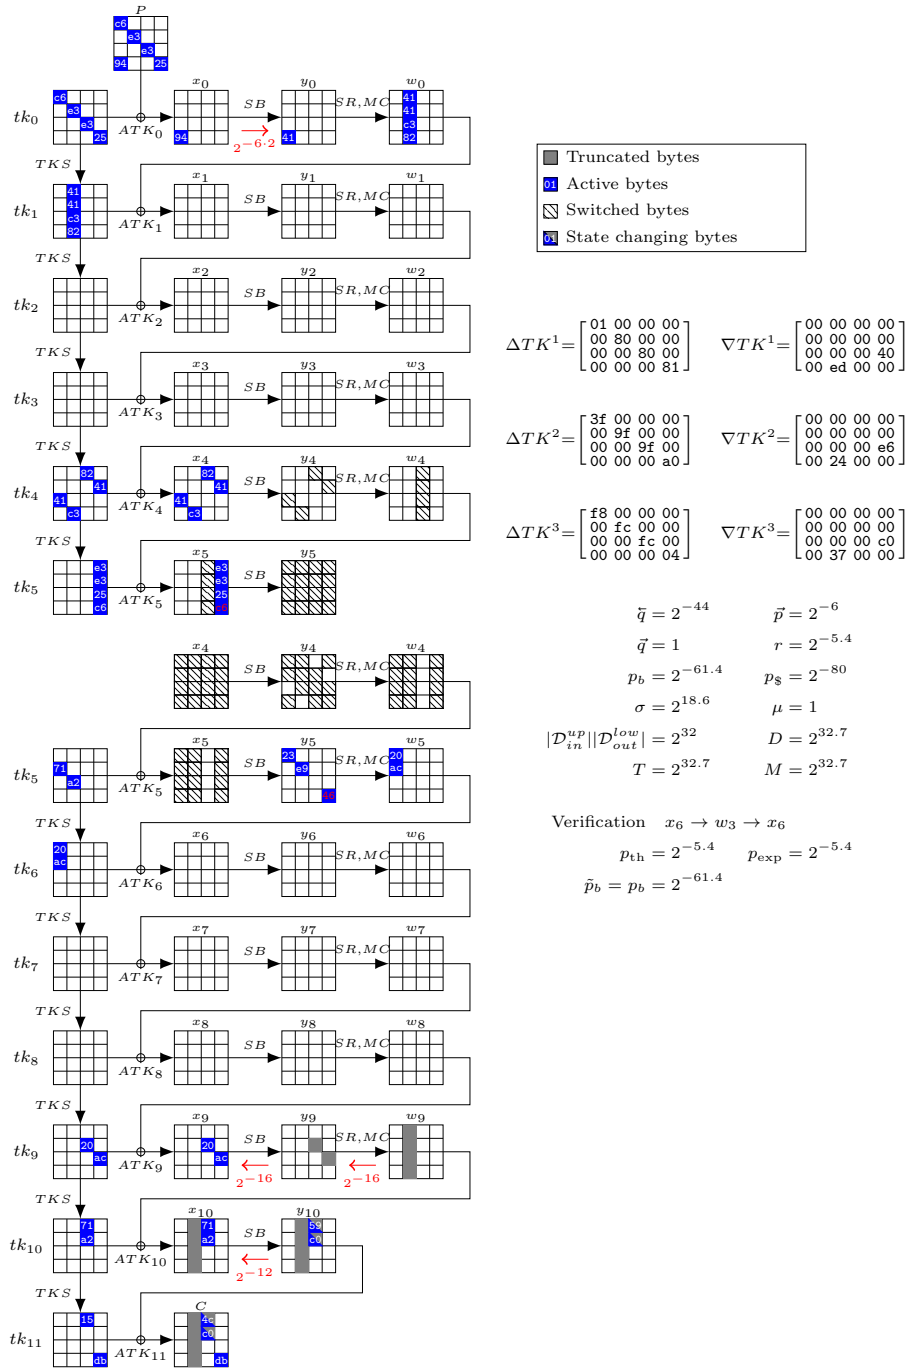 P
c6
e3
e3
94 25
x0 y0 w0
tk0 c6 e3 e3 25 ATK0 94 SB 2^{-6·2} 41 SR,MC 41 41 c3 82
TKS
x1 y1 w1
tk1 41 41 c3 82 ATK1 SB SR,MC
TKS
x2 y2 w2
tk2 ATK2 SB SR,MC
TKS
x3 y3 w3
tk3 ATK3 SB SR,MC
TKS
x4 y4 w4
tk4 82 41 41 c3 ATK4 82 41 41 c3 SB SR,MC
TKS
x5 y5
tk5 e3 e3 25 c6 ATK5 e3 e3 25 c6 SB
x4 y4 w4
SB SR,MC
x5 y5 w5
tk5 71 a2 ATK5 SB 23 e9 SR,MC 20 ac
TKS
x6 y6 w6
tk6 20 ac ATK6 SB SR,MC
TKS
x7 y7 w7
tk7 ATK7 SB SR,MC
TKS
x8 y8 w8
tk8 ATK8 SB SR,MC
TKS
x9 y9 w9
tk9 20 ac ATK9 20 ac SB 2^{-16} SR,MC 2^{-16}
TKS
x10 y10
tk10 71 a2 ATK10 71 a2 SB 2^{-12} 59 c0
TKS
C
tk11 15 db ATK11 4c c0 db
Truncated bytes
01 Active bytes
Switched bytes
01 State changing bytes
ΔTK^1= [01 00 00 00
00 80 00 00
00 00 80 00
00 00 00 81]
∇TK^1= [00 00 00 00
00 00 00 00
00 00 00 40
00 ed 00 00]
ΔTK^2= [3f 00 00 00
00 9f 00 00
00 00 9f 00
00 00 00 a0]
∇TK^2= [00 00 00 00
00 00 00 00
00 00 00 e6
00 24 00 00]
ΔTK^3= [f8 00 00 00
00 fc 00 00
00 00 fc 00
00 00 00 04]
∇TK^3= [00 00 00 00
00 00 00 00
00 00 00 c0
00 37 00 00]
q⃖ = 2^{-44} p⃗ = 2^{-6}
q⃗ = 1 r = 2^{-5.4}
p_b = 2^{-61.4} p_$ = 2^{-80}
σ = 2^{18.6} μ = 1
|D_{in}^{up}||D_{out}^{low}| = 2^{32} D = 2^{32.7}
T = 2^{32.7} M = 2^{32.7}
Verification x6 → w3 → x6
p_th = 2^{-5.4} p_exp = 2^{-5.4}
p̃_b = p_b = 2^{-61.4}